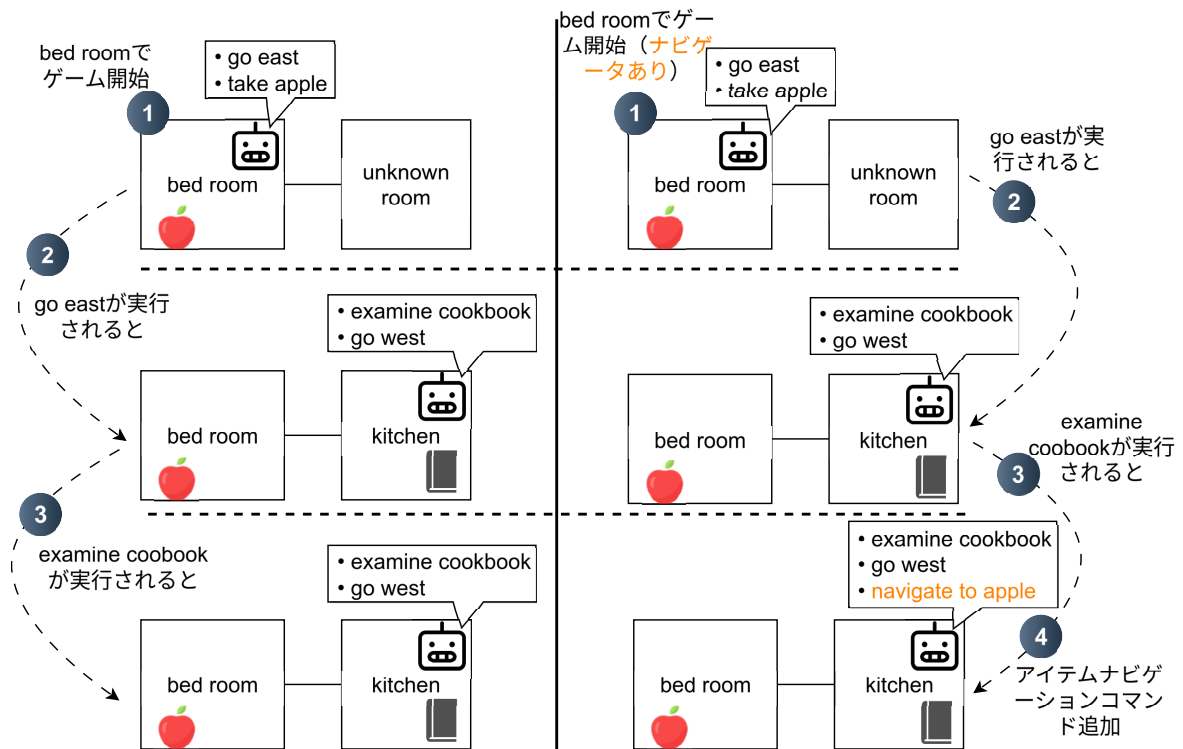 bed roomで
ゲーム開始
• go east
• take apple
1
bed room
unknown
room
2
go eastが実行
されると
• examine cookbook
• go west
bed room
kitchen
3
examine coobook
が実行されると
• examine cookbook
• go west
bed room
kitchen
bed roomでゲー
ム開始（ナビゲ
ータあり）
• go east
• take apple
1
bed room
unknown
room
go eastが実
行されると
2
• examine cookbook
• go west
bed room
kitchen
examine
coobookが実行
されると
3
• examine cookbook
• go west
• navigate to apple
bed room
kitchen
4
アイテムナビゲ
ーションコマン
ド追加